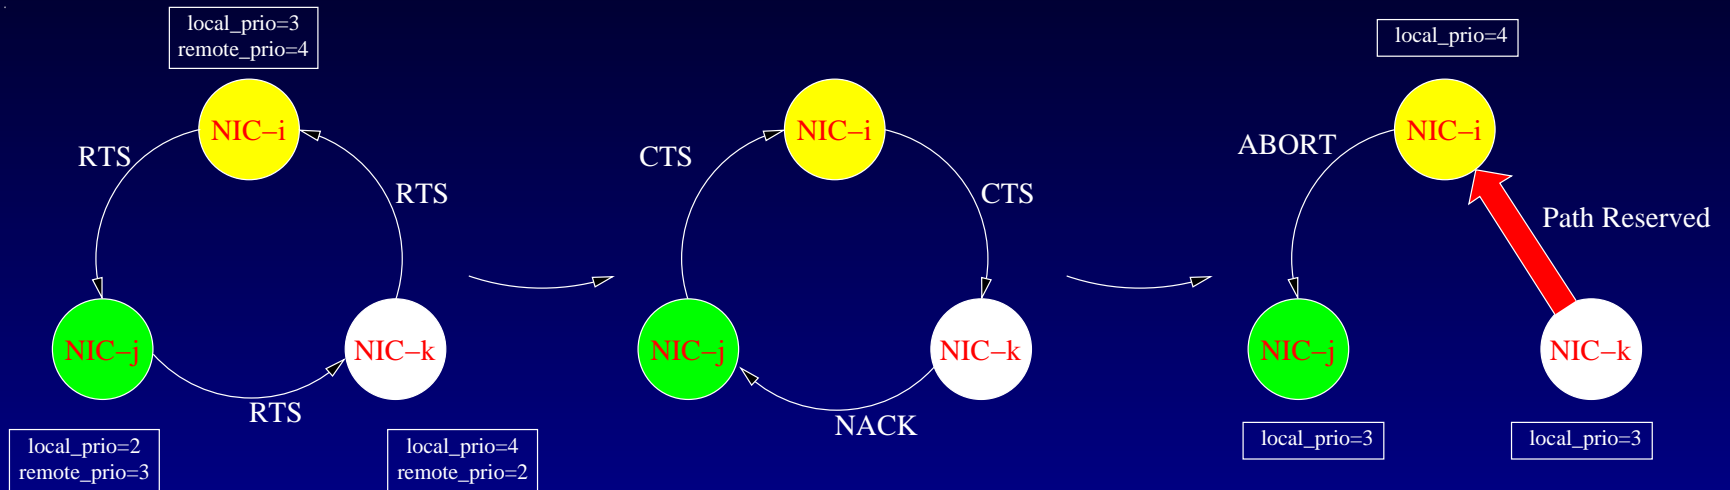 local_prio=3
remote_prio=4
NIC–i
RTS
RTS
NIC–j
NIC–k
RTS
local_prio=2
remote_prio=3
local_prio=4
remote_prio=2
NIC–i
CTS
CTS
NIC–j
NIC–k
NACK
local_prio=4
NIC–i
ABORT
Path Reserved
NIC–j
NIC–k
local_prio=3
local_prio=3